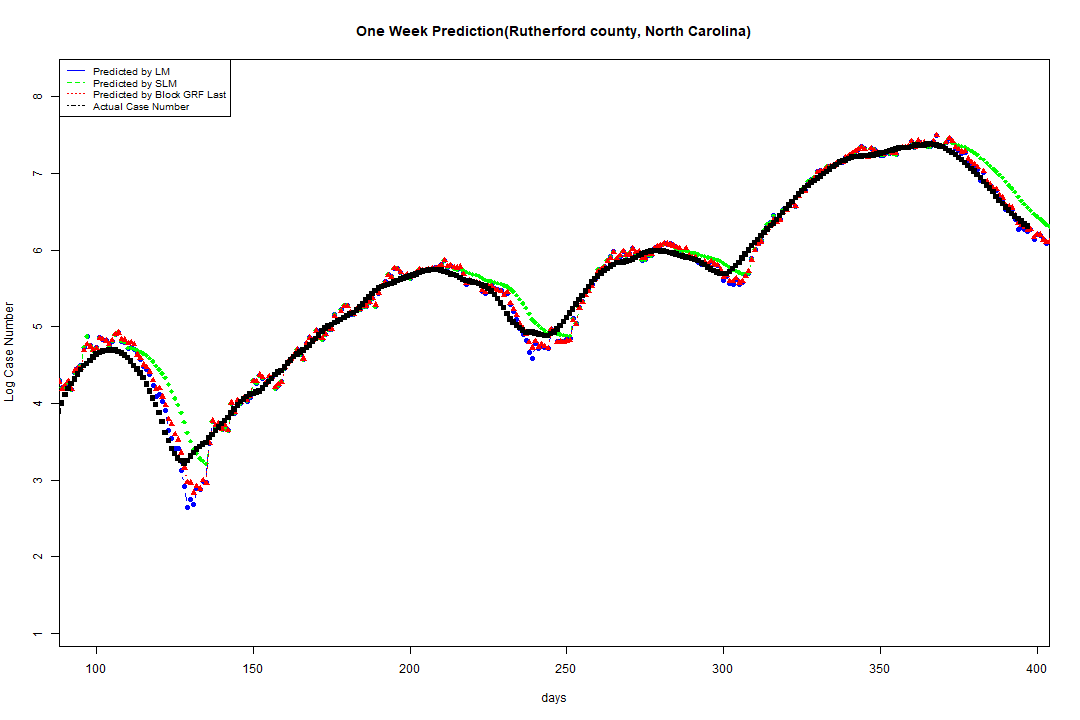 One Week Prediction(Rutherford county, North Carolina)
Predicted by LM
Predicted by SLM
Predicted by Block GRF Last
Actual Case Number
8
7
6
5
4
3
2
1
Log Case Number
100 150 200 250 300 350 400
days